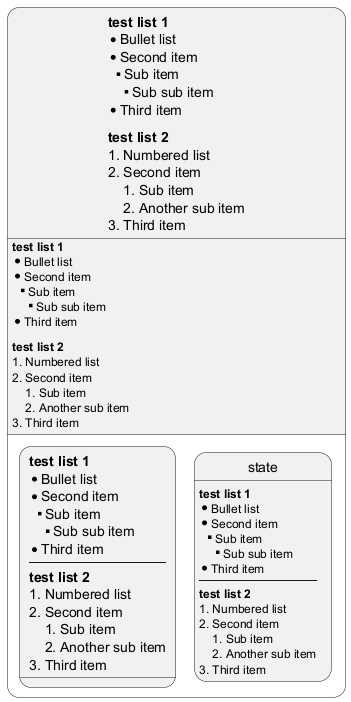 test list 1
• Bullet list
• Second item
▪ Sub item
▪ Sub sub item
• Third item
test list 2
1. Numbered list
2. Second item
1. Sub item
2. Another sub item
3. Third item
test list 1
• Bullet list
• Second item
▪ Sub item
▪ Sub sub item
• Third item
test list 2
1. Numbered list
2. Second item
1. Sub item
2. Another sub item
3. Third item
test list 1
• Bullet list
• Second item
▪ Sub item
▪ Sub sub item
• Third item
test list 2
1. Numbered list
2. Second item
1. Sub item
2. Another sub item
3. Third item
state
test list 1
• Bullet list
• Second item
▪ Sub item
▪ Sub sub item
• Third item
test list 2
1. Numbered list
2. Second item
1. Sub item
2. Another sub item
3. Third item